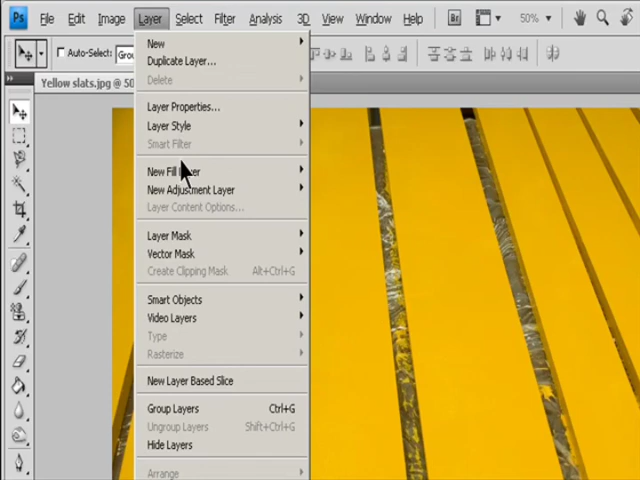 Ps File Edit Image Layer Select Filter Analysis 3D View Window Help Br 50%
Auto-Select:
Yellow slats.jpg @
New
Duplicate Layer...
Delete
Layer Properties...
Layer Style
Smart Filter
New Fill
New Adjustment Layer
Layer Content Options...
Layer Mask
Vector Mask
Create Clipping Mask Alt+Ctrl+G
Smart Objects
Video Layers
Type
Rasterize
New Layer Based Slice
Group Layers Ctrl+G
Ungroup Layers Shift+Ctrl+G
Hide Layers
Arrange